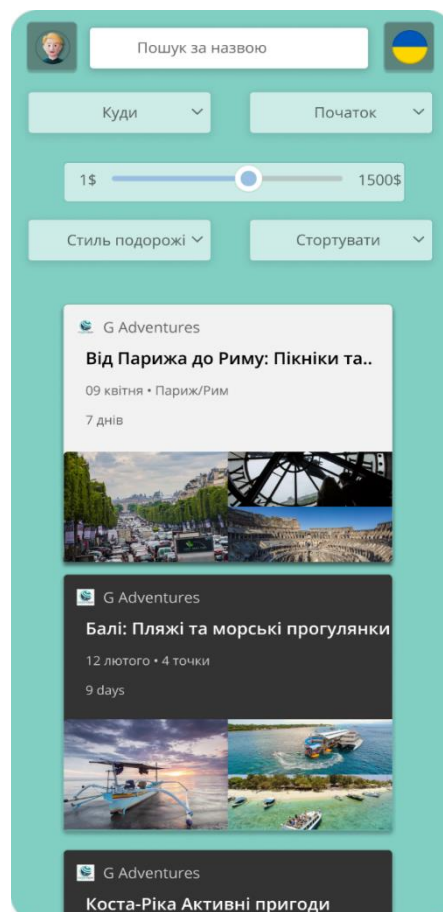 Пошук за назвою
Куди
Початок
1$
1500$
Стиль подорожі
Стортувати
G Adventures
Від Парижа до Риму: Пікніки та..
09 квітня • Париж/Рим
7 днів
G Adventures
Балі: Пляжі та морські прогулянки
12 лютого • 4 точки
9 days
G Adventures
Коста-Ріка Активні пригоди